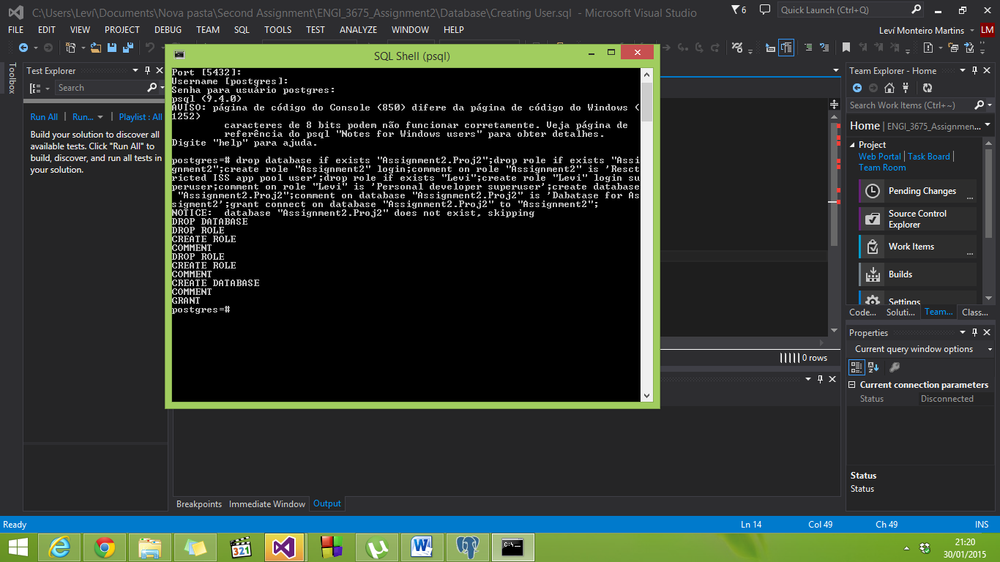 C:\Users\Levi\Documents\Nova pasta\Second Assignment\ENGI_3675_Assignment2\Database\Creating User.sql - Microsoft Visual Studio
6
Quick Launch (Ctrl+Q)
FILE EDIT VIEW PROJECT DEBUG TEAM SQL TOOLS TEST ANALYZE WINDOW HELP
Leví Monteiro Martins LM
Toolbox
Test Explorer
Search
Run All | Run... | Playlist : All
Build your solution to discover all
available tests. Click "Run All" to
build, discover, and run all tests in
your solution.
SQL Shell (psql)
Port [5432]:
Username [postgres]:
Senha para usuário postgres:
psql (9.4.0)
AVISO: página de código do Console (850) difere da página de código do Windows (
1252)
caracteres de 8 bits podem não funcionar corretamente. Veja página de
referência do psql "Notes for Windows users" para obter detalhes.
Digite "help" para ajuda.
postgres=# drop database if exists "Assignment2.Proj2";drop role if exists "Assi
gnment2";create role "Assignment2" login;comment on role "Assignment2" is 'Resct
ricted ISS app pool user';drop role if exists "Levi";create role "Levi" login su
peruser;comment on role "Levi" is 'Personal developer superuser';create database
"Assignment2.Proj2";comment on database "Assignment2.Proj2" is 'Dabatase for As
sigment2';grant connect on database "Assignment2.Proj2" to "Assignment2";
NOTICE:  database "Assignment2.Proj2" does not exist, skipping
DROP DATABASE
DROP ROLE
CREATE ROLE
COMMENT
DROP ROLE
CREATE ROLE
COMMENT
CREATE DATABASE
COMMENT
GRANT
postgres=#
0 rows
Breakpoints Immediate Window Output
Team Explorer - Home
Search Work Items (Ctrl+~)
Home | ENGI_3675_Assignmen...
Project
Web Portal | Task Board |
Team Room
Pending Changes ...
Source Control
Explorer
Work Items ...
Builds
Settings
Code... Soluti... Team... Class...
Properties
Current query window options
Current connection parameters
Status Disconnected
Status
Status
Ready Ln 14 Col 49 Ch 49 INS
321
C:\_
21:20
30/01/2015